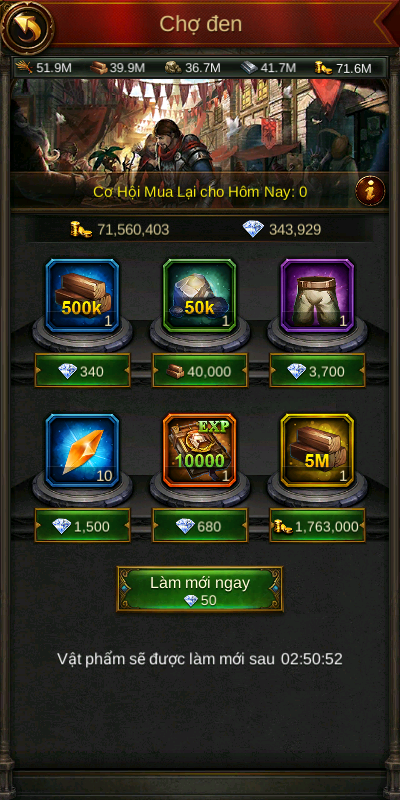 Chợ đen
51.9M 39.9M 36.7M 41.7M 71.6M
Cơ Hội Mua Lại cho Hôm Nay: 0
71,560,403 343,929
500k 1 50k 1 1
340 40,000 3,700
10 EXP 10000 1 5M 1
1,500 680 1,763,000
Làm mới ngay
50
Vật phẩm sẽ được làm mới sau 02:50:52